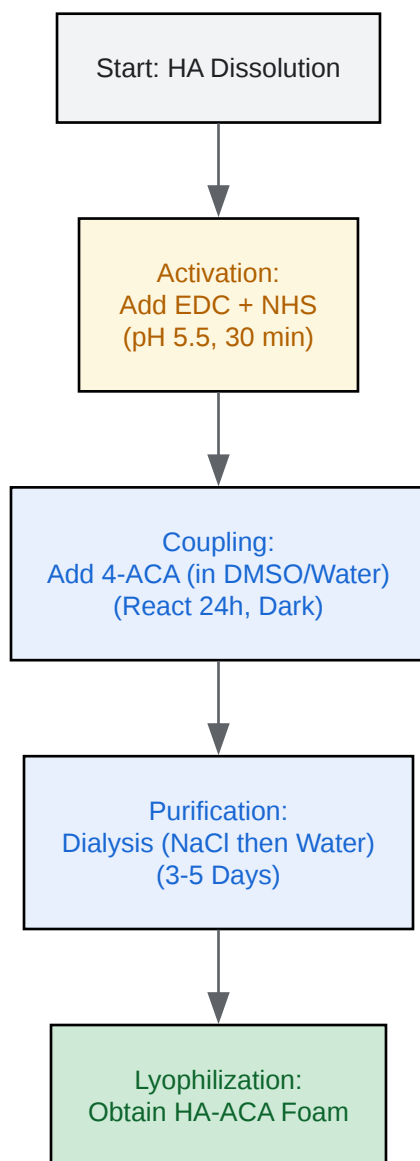 Start: HA Dissolution
Activation:
Add EDC + NHS
(pH 5.5, 30 min)
Coupling:
Add 4-ACA (in DMSO/Water)
(React 24h, Dark)
Purification:
Dialysis (NaCl then Water)
(3-5 Days)
Lyophilization:
Obtain HA-ACA Foam